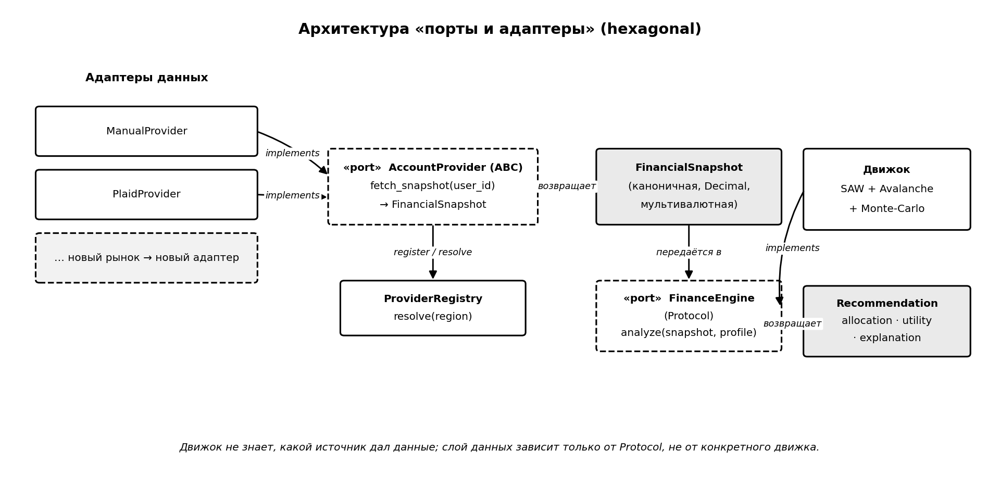 Архитектура «порты и адаптеры» (hexagonal)
Адаптеры данных
ManualProvider
PlaidProvider
… новый рынок → новый адаптер
implements
implements
«port» AccountProvider (ABC)
fetch_snapshot(user_id)
→ FinancialSnapshot
возвращает
register / resolve
ProviderRegistry
resolve(region)
FinancialSnapshot
(каноничная, Decimal,
мультивалютная)
передаётся в
«port» FinanceEngine
(Protocol)
analyze(snapshot, profile)
Движок
SAW + Avalanche
+ Monte-Carlo
implements
возвращает
Recommendation
allocation · utility
· explanation
Движок не знает, какой источник дал данные; слой данных зависит только от Protocol, не от конкретного движка.